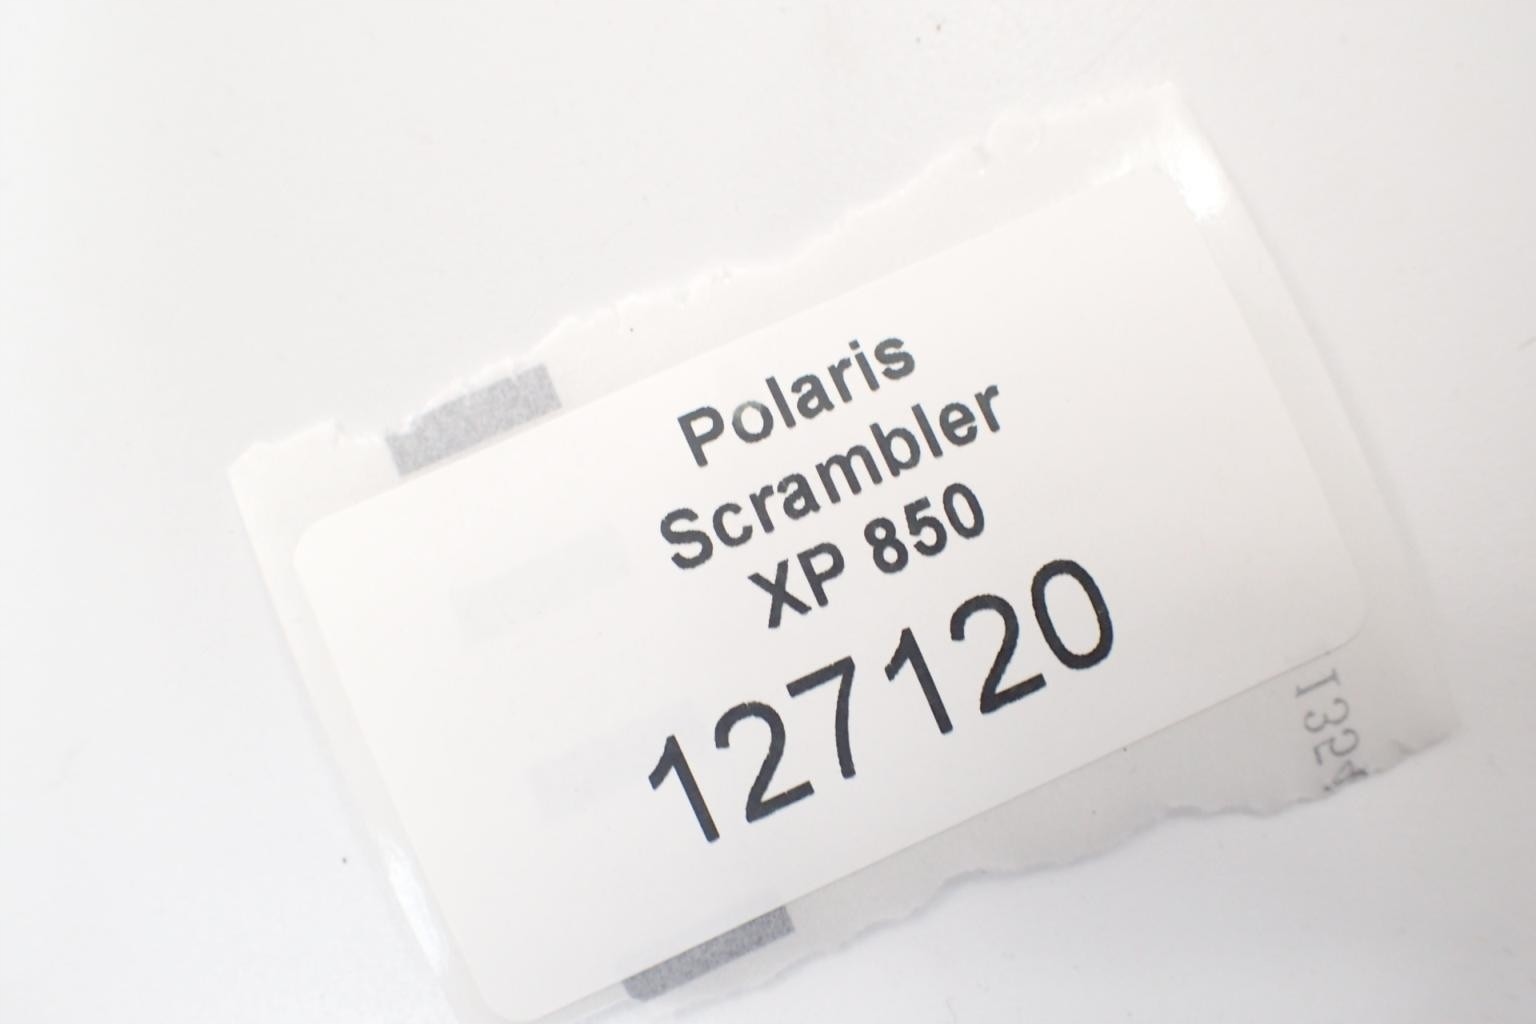 Polaris
Scrambler
XP 850
127120